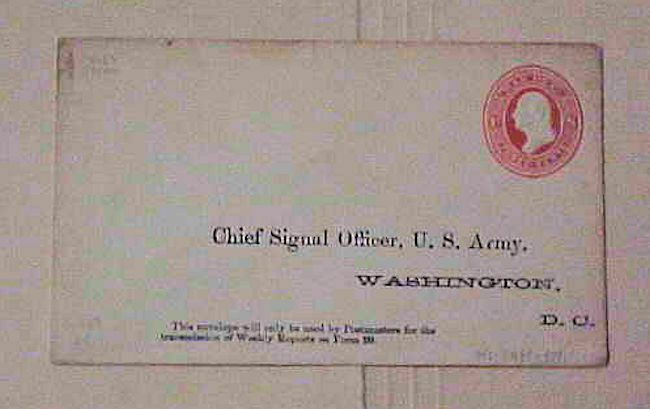 Chief Signal Officer, U. S. Army,
WASHINGTON,
D. C.
This envelope will only be used by Postmasters for the
transmission of Weekly Reports on Form